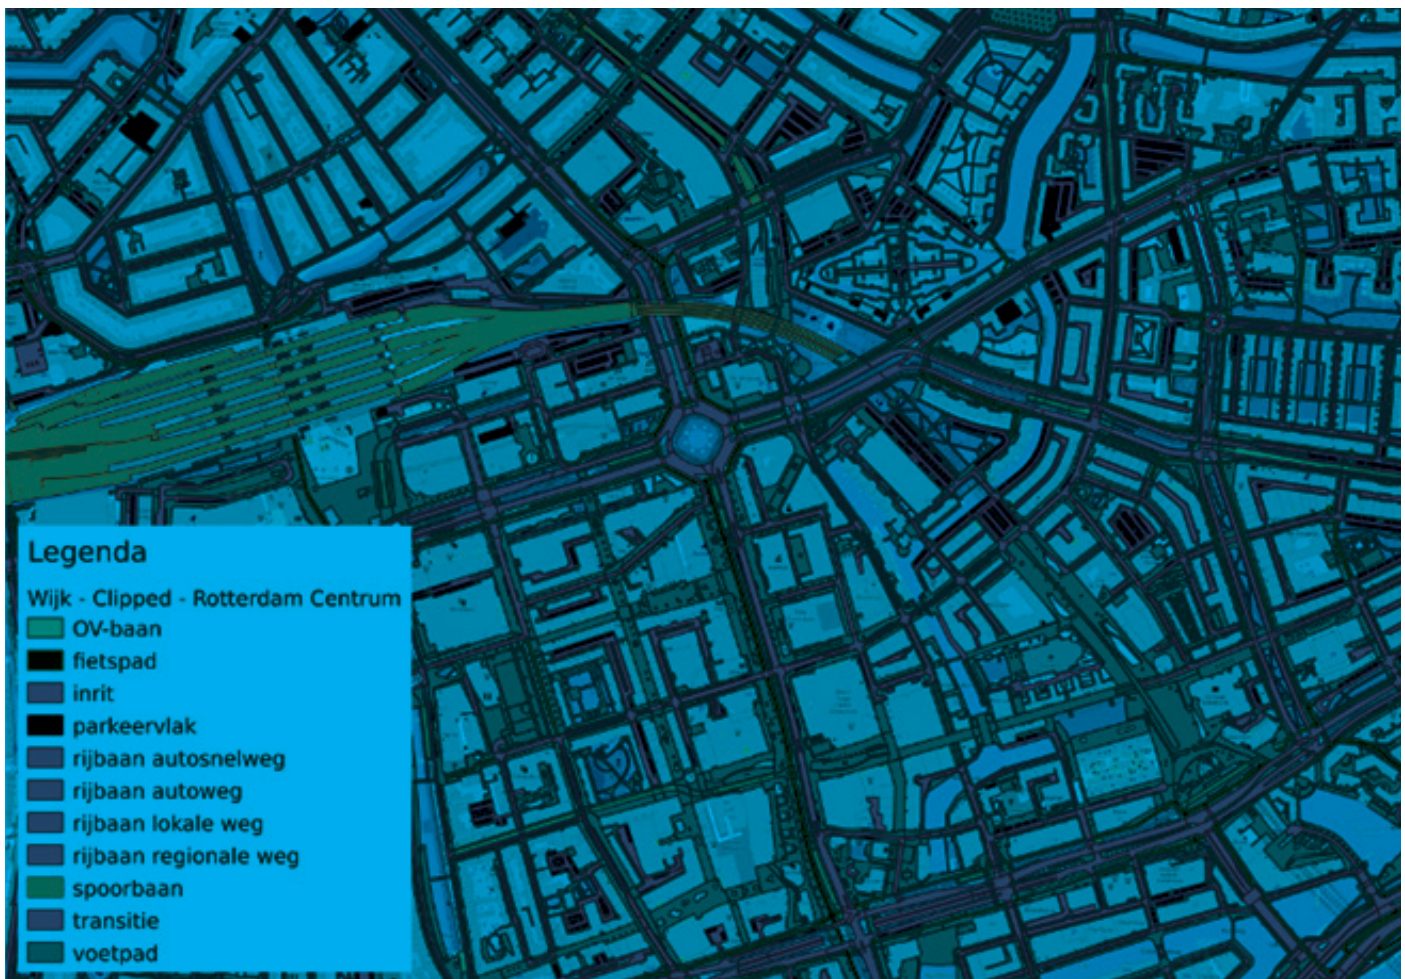 Legenda
Wijk - Clipped - Rotterdam Centrum
OV-baan
fietspad
inrit
parkeervlak
rijbaan autosnelweg
rijbaan autoweg
rijbaan lokale weg
rijbaan regionale weg
spoorbaan
transitie
voetpad